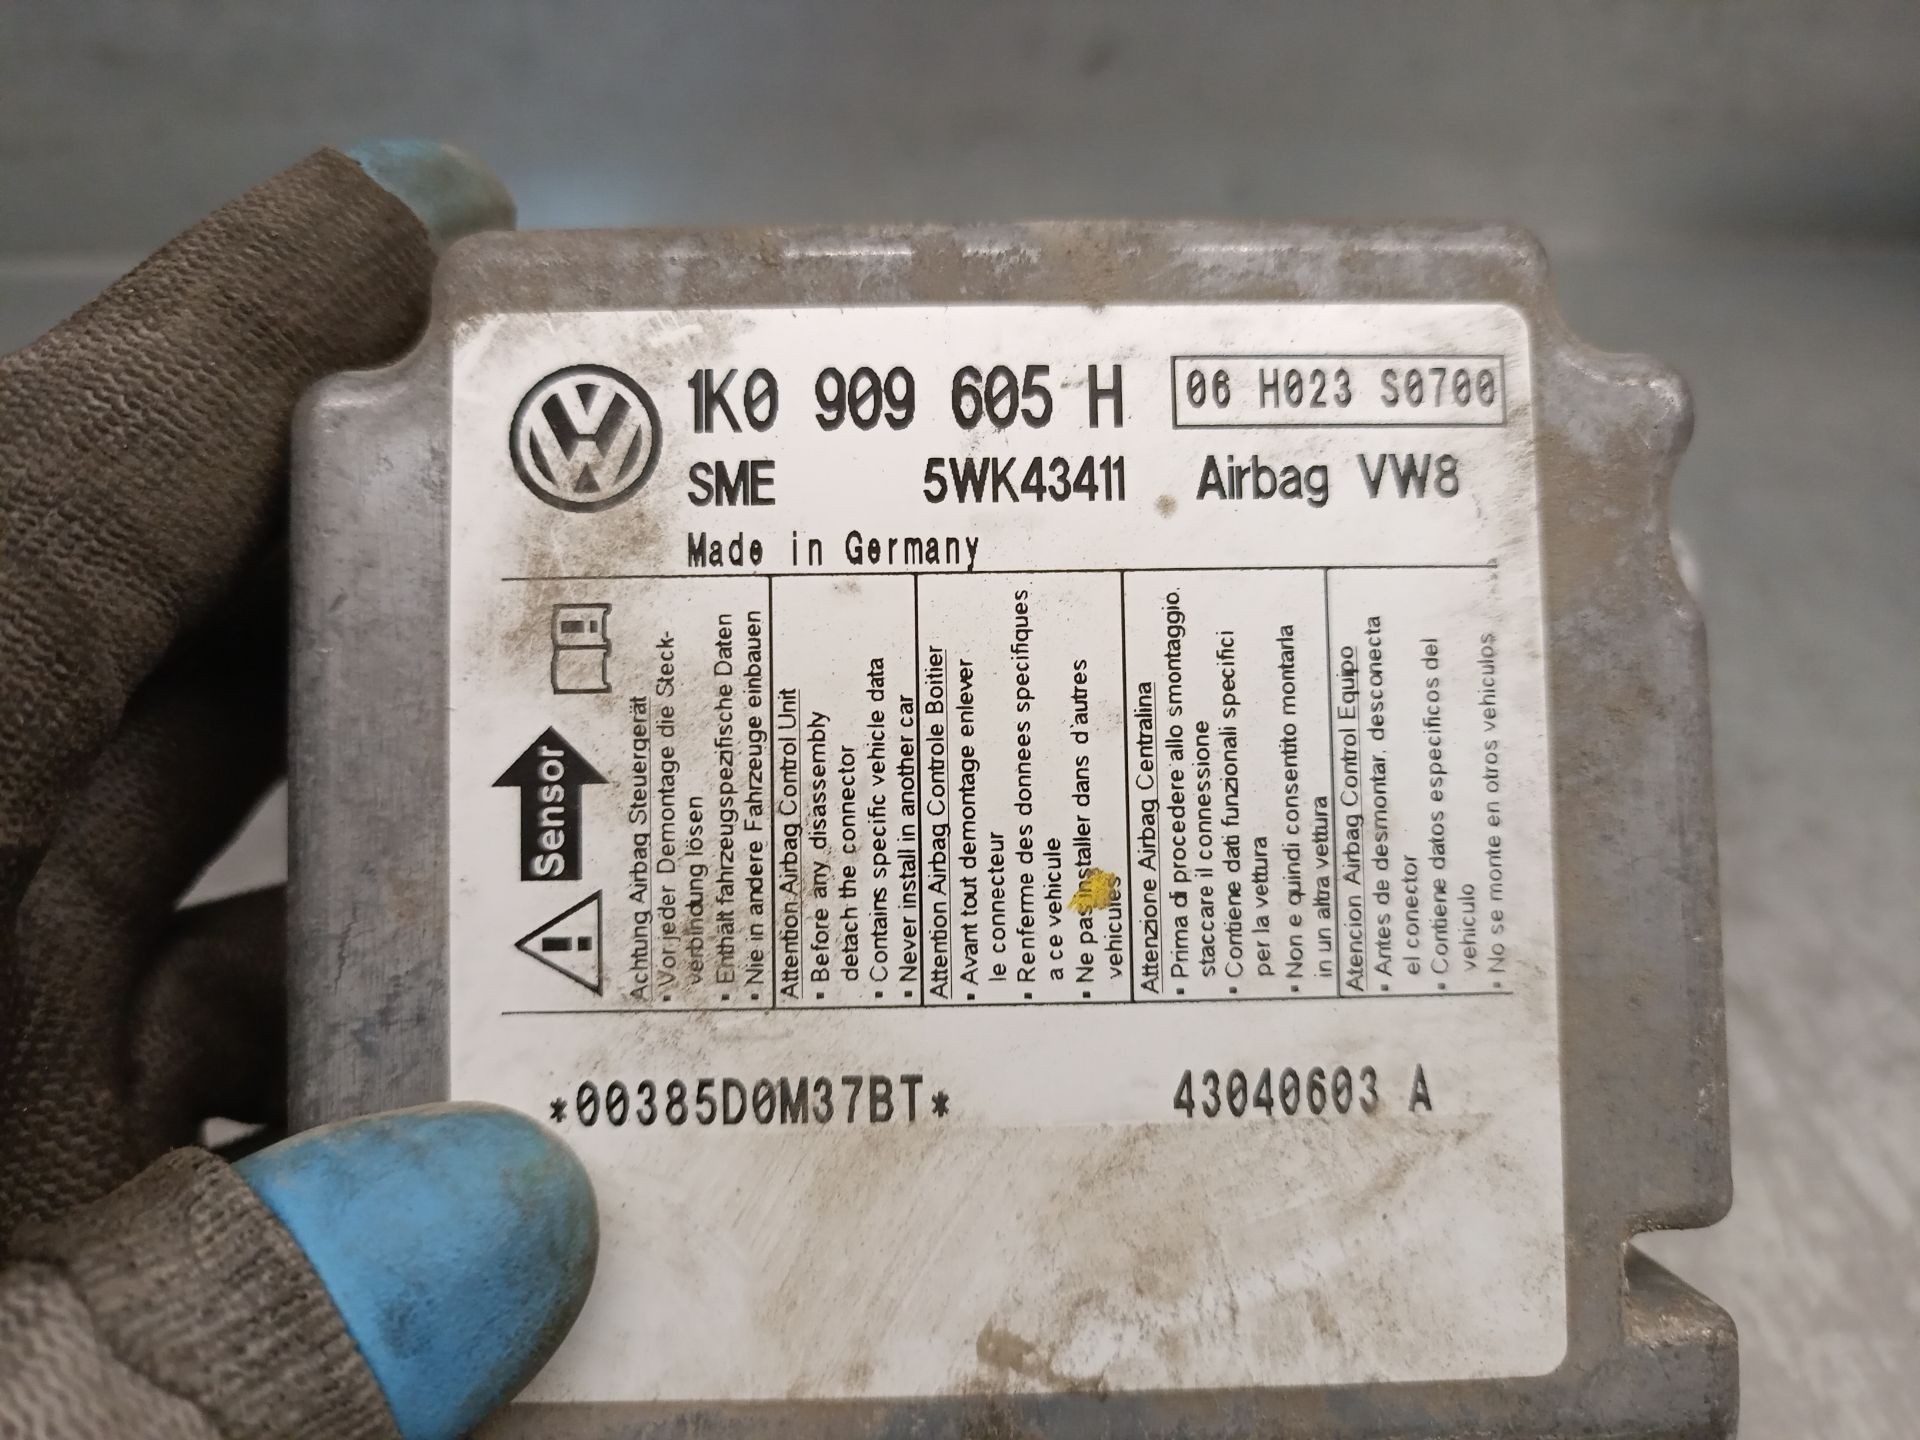 1K0 909 605 H 06 H023 S0700
SME 5WK43411 Airbag VW8
Made in Germany
Sensor
Achtung Airbag Steuergerät
▪ Vor jeder Demontage die Steck-
verbindung lösen
▪ Enthält fahrzeugspezifische Daten
▪ Nie in andere Fahrzeuge einbauen
Attention Airbag Control Unit
▪ Before any disassembly
detach the connector
▪ Contains specific vehicle data
▪ Never install in another car
Attention Airbag Controle Boitier
▪ Avant tout demontage enlever
le connecteur
▪ Renferme des donnees specifiques
a ce vehicule
▪ Ne pas installer dans d'autres
vehicules
Attenzione Airbag Centralina
▪ Prima di procedere allo smontaggio.
staccare il connessione
▪ Contiene dati funzionali specifici
per la vettura
▪ Non e quindi consentito montarla
in un altra vettura
Atencion Airbag Control Equipo
▪ Antes de desmontar, desconecta
el conector
▪ Contiene datos especificos del
vehiculo
▪ No se monte en otros vehiculos
*00385D0M37BT* 43040603 A